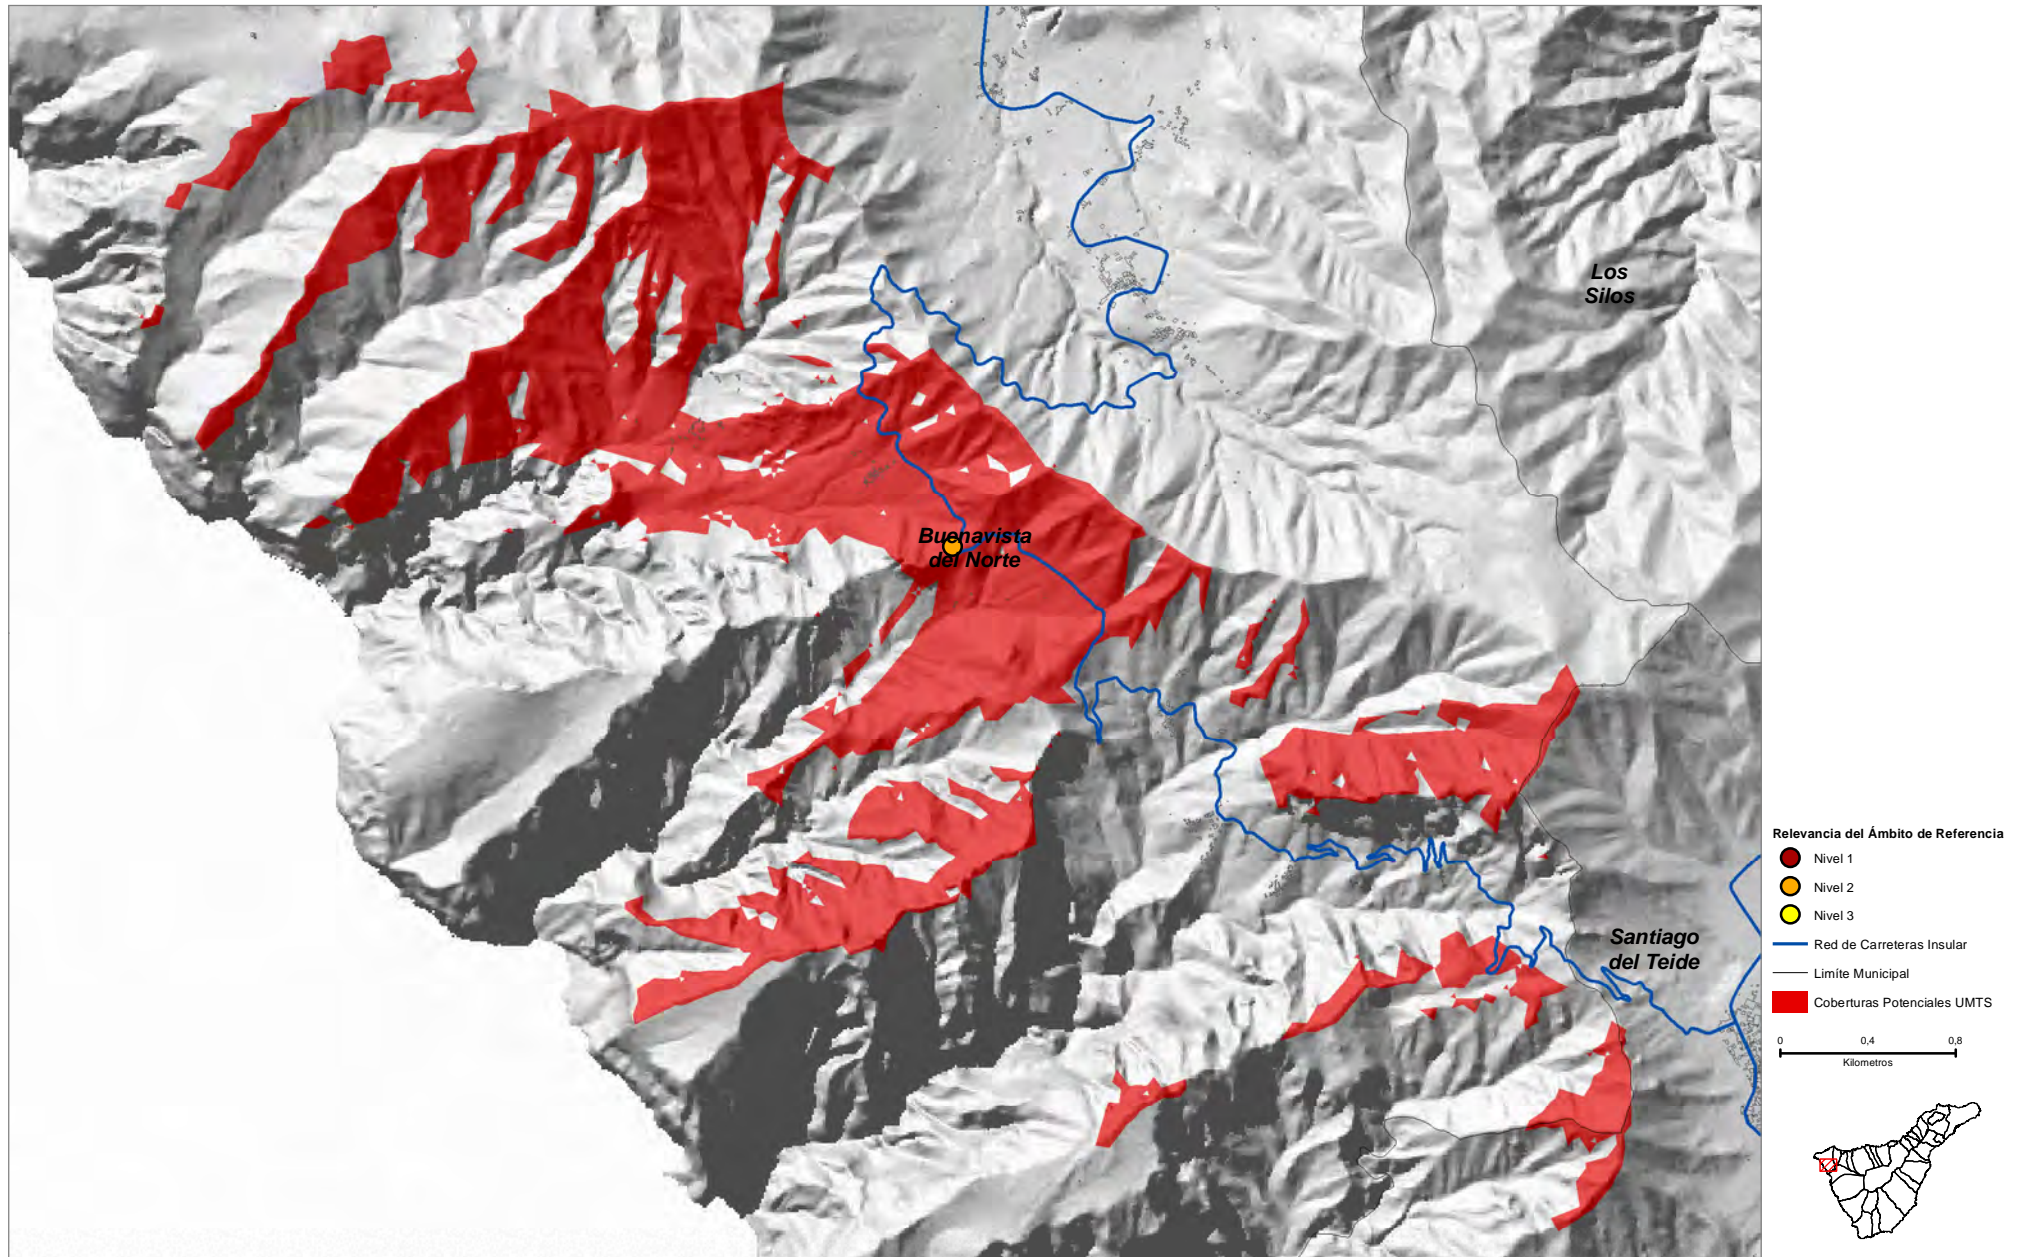 Los
Silos
Buenavista
del Norte
Santiago
del Teide
Relevancia del Ámbito de Referencia
Nivel 1
Nivel 2
Nivel 3
Red de Carreteras Insular
Limíte Municipal
Coberturas Potenciales UMTS
0 0,4 0,8
Kilometros